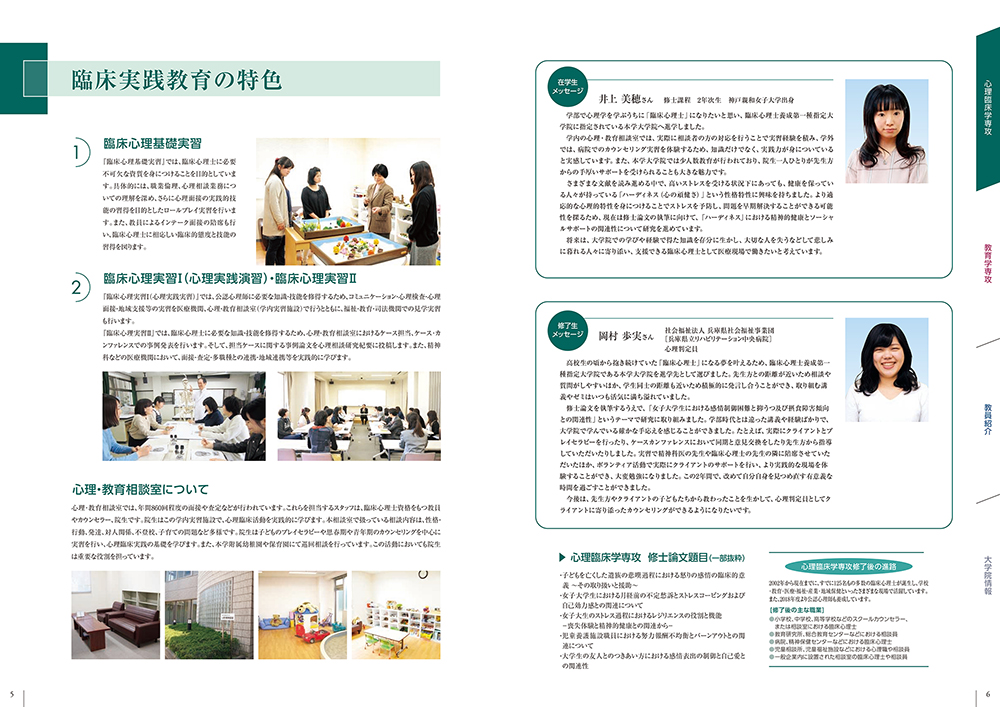 臨床実践教育の特色
1
臨床心理基礎実習
「臨床心理基礎実習」では、臨床心理士に必要
不可欠な資質を身につけることを目的としていま
す。具体的には、職業倫理、心理相談業務につ
いての理解を深め、さらに心理面接の実践的技
能の習得を目的としたロールプレイ実習を行いま
す。また、教員によるインテーク面接の陪席も行
い、臨床心理士に相応しい臨床的態度と技能の
習得を図ります。
2
臨床心理実習Ⅰ(心理実践演習)・臨床心理実習Ⅱ
「臨床心理実習Ⅰ(心理実践実習)」では、公認心理師に必要な知識・技能を修得するため、コミュニケーション・心理検査・心理
面接・地域支援等の実習を医療機関、心理・教育相談室(学内実習施設)で行うとともに、福祉・教育・司法機関での見学実習
も行います。
『臨床心理実習Ⅱ』では、臨床心理士に必要な知識・技能を修得するため、心理・教育相談室におけるケース担当、ケース・カ
ンファレンスでの事例発表を行います。そして、担当ケースに関する事例論文を心理相談研究紀要に投稿します。また、精神
科などの医療機関において、面接・査定・多職種との連携・地域連携等を実践的に学びます。
心理・教育相談室について
心理・教育相談室では、年間860回程度の面接や査定などが行われています。これらを担当するスタッフは、臨床心理士資格をもつ教員
やカウンセラー、院生です。院生はこの学内実習施設で、心理臨床活動を実践的に学びます。本相談室で扱っている相談内容は、性格・
行動、発達、対人関係、不登校、子育ての問題など多様です。院生は子どものプレイセラピーや思春期や青年期のカウンセリングを中心に
実習を行い、心理臨床実践の基礎を学びます。また、本学附属幼稚園や保育園にて巡回相談を行っています。この活動においても院生
は重要な役割を担っています。
5
在学生
メッセージ
井上 美穂さん 修士課程 2年次生 神戸親和女子大学出身
学部で心理学を学ぶうちに「臨床心理士」になりたいと思い、臨床心理士養成第一種指定大
学院に指定されている本学大学院へ進学しました。
学内の心理・教育相談室では、実際に相談者の方の対応を行うことで実習経験を積み、学外
では、病院でのカウンセリング実習を体験するため、知識だけでなく、実践力が身についている
と実感しています。また、本学大学院では少人数教育が行われており、院生一人ひとりが先生方
からの手厚いサポートを受けられることも大きな魅力です。
さまざまな文献を読み進める中で、高いストレスを受ける状況下にあっても、健康を保ってい
る人々が持っている「ハーディネス(心の頑健さ)」という性格特性に興味を持ちました。より適
応的な心理的特性を身につけることでストレスを予防し、問題を早期解決することができる可能
性を探るため、現在は修士論文の執筆に向けて、「ハーディネス」における精神的健康とソーシャ
ルサポートの関連性について研究を進めています。
将来は、大学院での学びや経験で得た知識を存分に生かし、大切な人を失うなどして悲しみ
に暮れる人々に寄り添い、支援できる臨床心理士として医療現場で働きたいと考えています。
修了生
メッセージ
岡村 歩実さん
社会福祉法人 兵庫県社会福祉事業団
[兵庫県立リハビリテーション中央病院]
心理判定員
高校生の頃から抱き続けていた「臨床心理士」になる夢を叶えるため、臨床心理士養成第一
種指定大学院である本学大学院を進学先として選びました。先生方との距離が近いため相談や
質問がしやすいほか、学生同士の距離も近いため積極的に発言し合うことができ、取り組む講
義やゼミはいつも活気に満ち溢れていました。
修士論文を執筆するうえで、「女子大学生における感情制御困難と抑うつ及び摂食障害傾向
との関連性」というテーマで研究に取り組みました。学部時代とは違った講義や経験ばかりで、
大学院で学んでいる確かな手応えを感じることができました。たとえば、実際にクライアントとプ
レイセラピーを行ったり、ケースカンファレンスにおいて同期と意見交換をしたり先生方から指導
していただいたりしました。実習で精神科医の先生や臨床心理士の先生の隣に陪席させていた
だいたほか、ボランティア活動で実際にクライアントのサポートを行い、より実践的な現場を体
験することができ、大変勉強になりました。この2年間で、改めて自分自身を見つめ直す有意義な
時間を過ごすことができました。
今後は、先生方やクライアントの子どもたちから教わったことを生かして、心理判定員としてク
ライアントに寄り添ったカウンセリングができるようになりたいです。
▶ 心理臨床学専攻 修士論文題目(一部抜粋)
・子どもを亡くした遺族の悲嘆過程における怒りの感情の臨床的意
義 ～その取り扱いと援助～
・女子大学生における月経前の不定愁訴とストレスコーピングおよび
自己効力感との関連について
・女子大生のストレス過程におけるレジリエンスの役割と機能
―喪失体験と精神的健康との関連から―
・児童養護施設職員における努力報酬不均衡とバーンアウトとの関
連について
・大学生の友人とのつきあい方における感情表出の制御と自己愛と
の関連性
心理臨床学専攻修了後の進路
2002年から現在までに、すでに125名もの多数の臨床心理士が誕生し、学校
・教育・医療・福祉・産業・地域保健といったさまざまな現場で活躍しています。
また、2018年度より公認心理師も養成しています。
【修了後の主な職業】
●小学校、中学校、高等学校などのスクールカウンセラー、
または相談室における臨床心理士
●教育研究所、総合教育センターなどにおける相談員
●病院、精神保健センターなどにおける臨床心理士
●児童相談所、児童福祉施設などにおける心理職や相談員
●一般企業内に設置された相談室の臨床心理士や相談員
心理臨床学専攻
教育学専攻
教員紹介
大学院情報
6